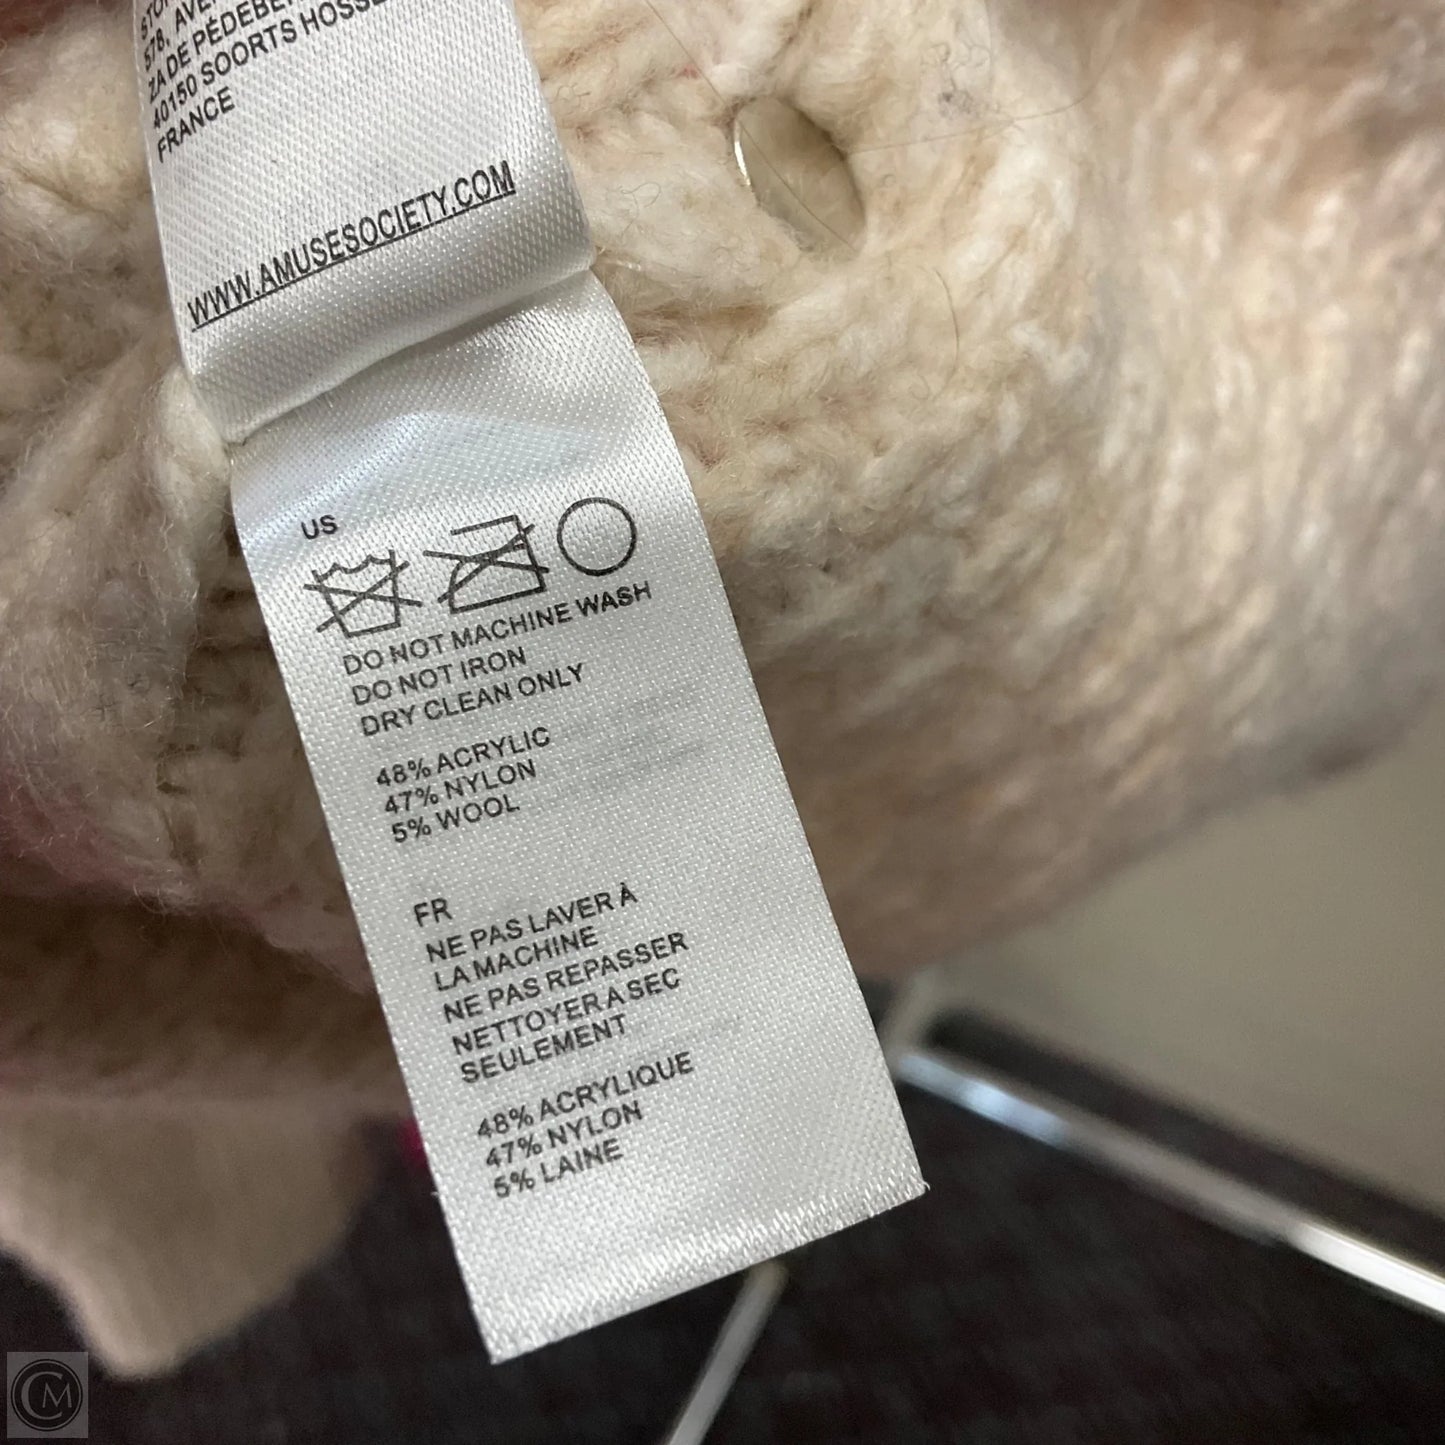 578, AVE
ZA DE PÉDEBER
40150 SOORTS HOSSE
FRANCE
WWW.AMUSESOCIETY.COM
US
DO NOT MACHINE WASH
DO NOT IRON
DRY CLEAN ONLY
48% ACRYLIC
47% NYLON
5% WOOL
FR
NE PAS LAVER À
LA MACHINE
NE PAS REPASSER
NETTOYER A SEC
SEULEMENT
48% ACRYLIQUE
47% NYLON
5% LAINE
CM